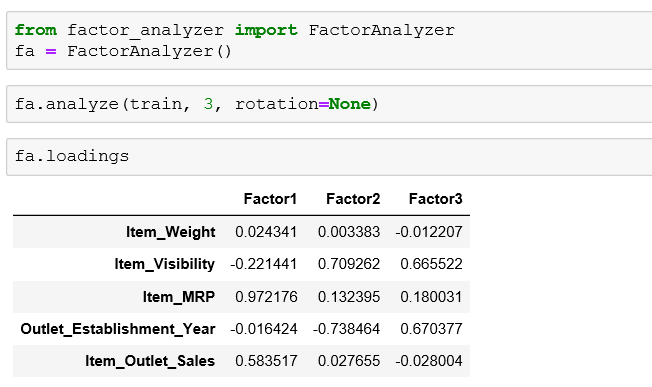 from factor_analyzer import FactorAnalyzer
fa = FactorAnalyzer()
fa.analyze(train, 3, rotation=None)
fa.loadings
Factor1 Factor2 Factor3
Item_Weight 0.024341 0.003383 -0.012207
Item_Visibility -0.221441 0.709262 0.665522
Item_MRP 0.972176 0.132395 0.180031
Outlet_Establishment_Year -0.016424 -0.738464 0.670377
Item_Outlet_Sales 0.583517 0.027655 -0.028004